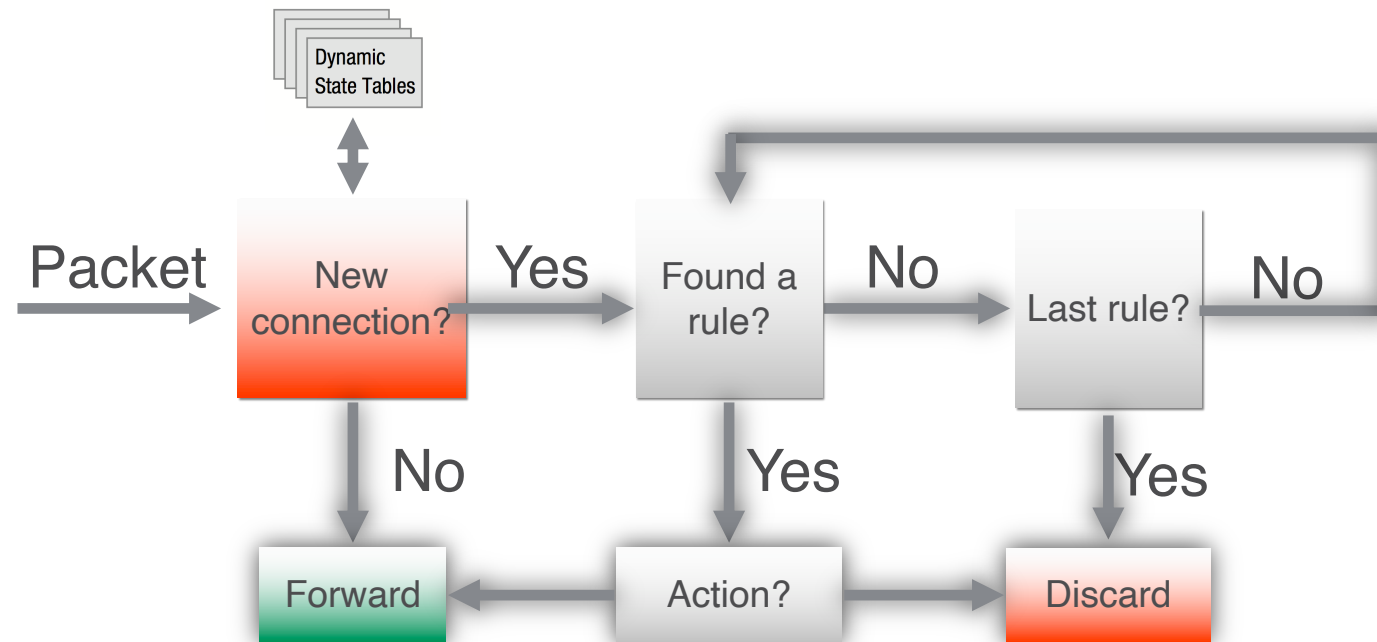 Dynamic
State Tables
Packet
New
connection?
Yes
Found a
rule?
No
Last rule?
No
No
Yes
Yes
Forward
Action?
Discard